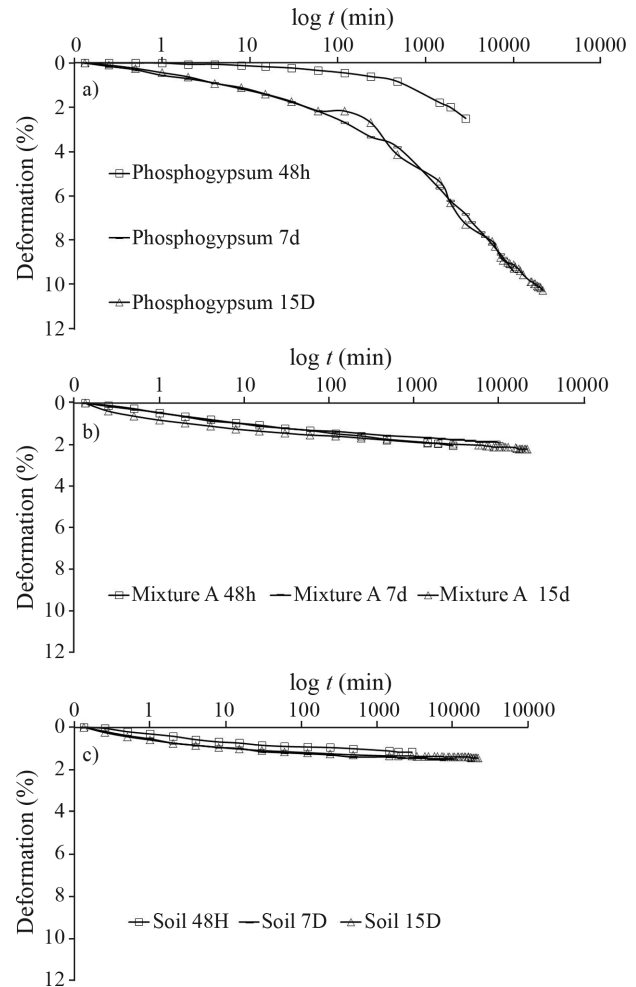 log t (min)
0 1 10 100 1000 10000 100000
0
2
4
6
8
10
12
Deformation (%)
a)
Phosphogypsum 48h
Phosphogypsum 7d
Phosphogypsum 15D
log t (min)
0 1 10 100 1000 10000 100000
0
2
4
6
8
10
12
Deformation (%)
b)
Mixture A 48h Mixture A 7d Mixture A 15d
log t (min)
0 1 10 100 1000 10000 100000
0
2
4
6
8
10
12
Deformation (%)
c)
Soil 48H Soil 7D Soil 15D